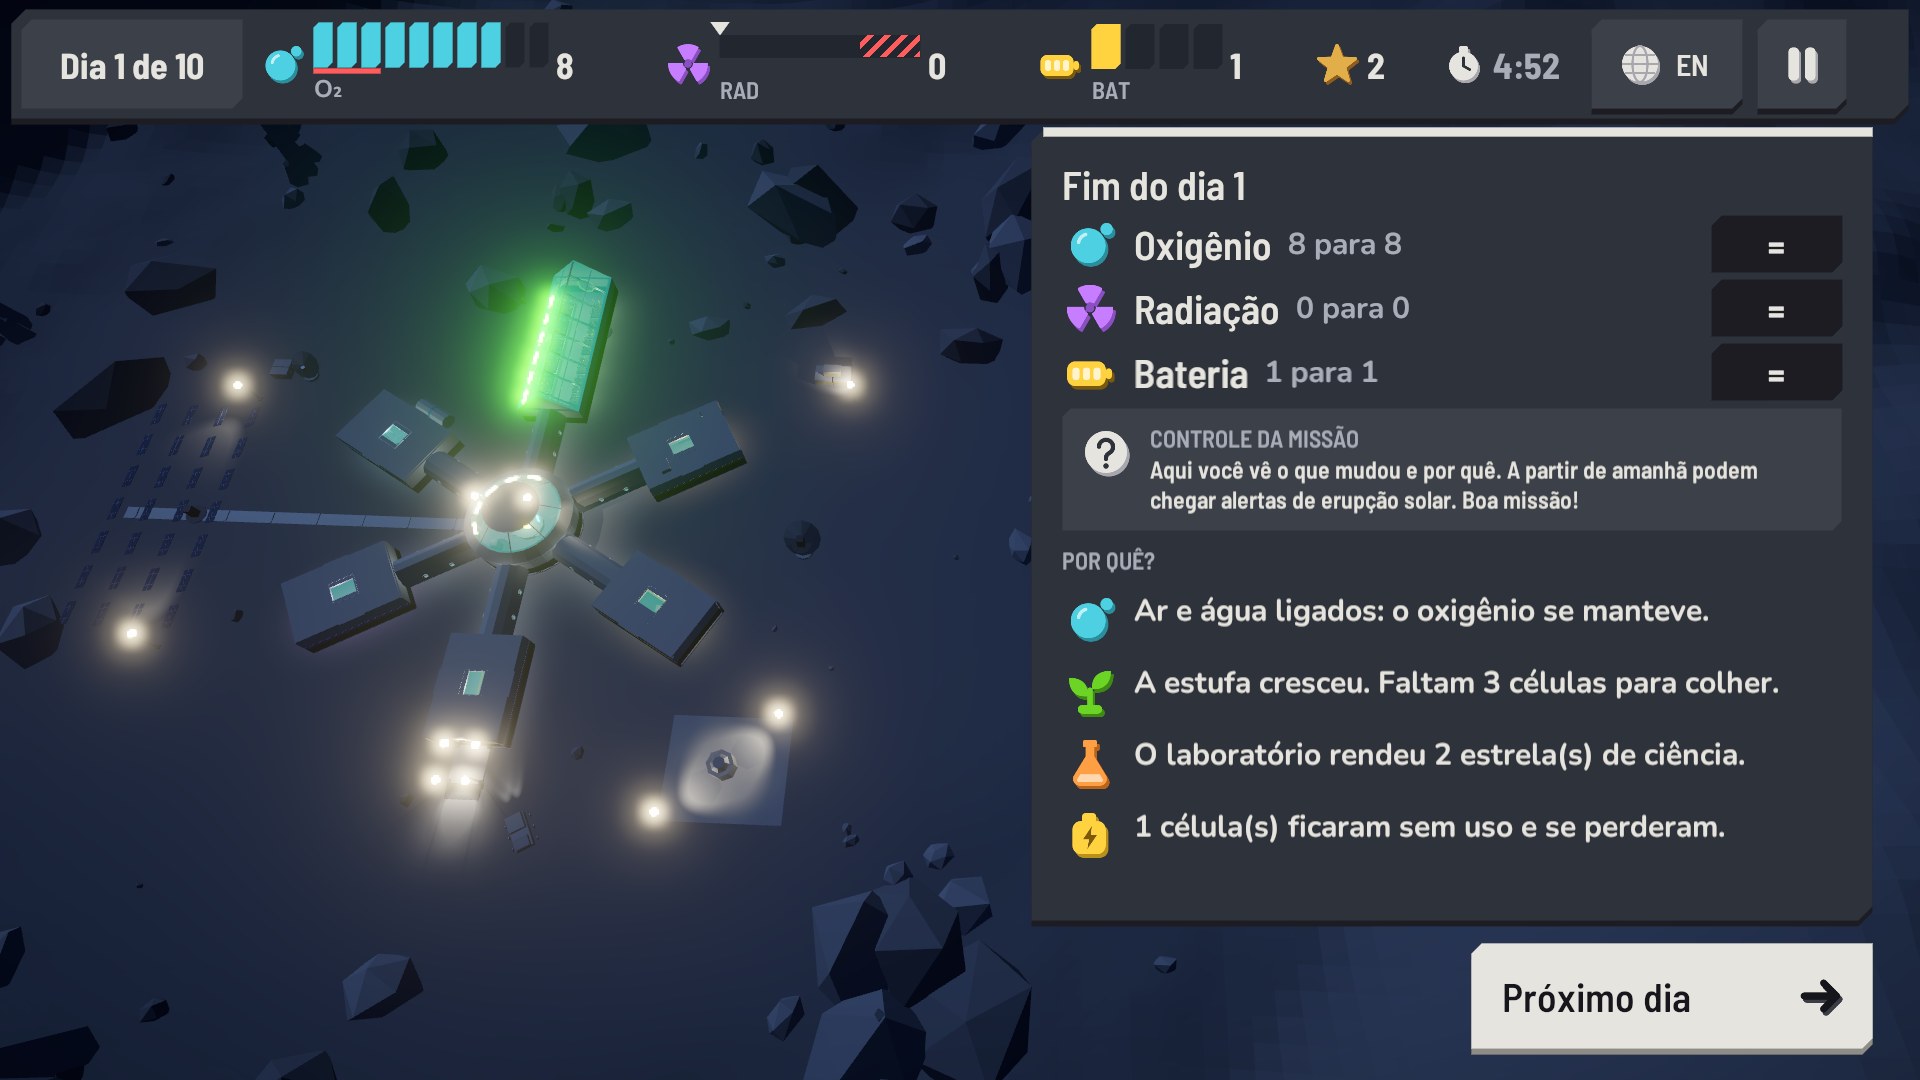 Dia 1 de 10
O₂
8
RAD
0
BAT
1
2
4:52
EN
Fim do dia 1
Oxigênio 8 para 8 =
Radiação 0 para 0 =
Bateria 1 para 1 =
?
CONTROLE DA MISSÃO
Aqui você vê o que mudou e por quê. A partir de amanhã podem
chegar alertas de erupção solar. Boa missão!
POR QUÊ?
Ar e água ligados: o oxigênio se manteve.
A estufa cresceu. Faltam 3 células para colher.
O laboratório rendeu 2 estrela(s) de ciência.
1 célula(s) ficaram sem uso e se perderam.
Próximo dia